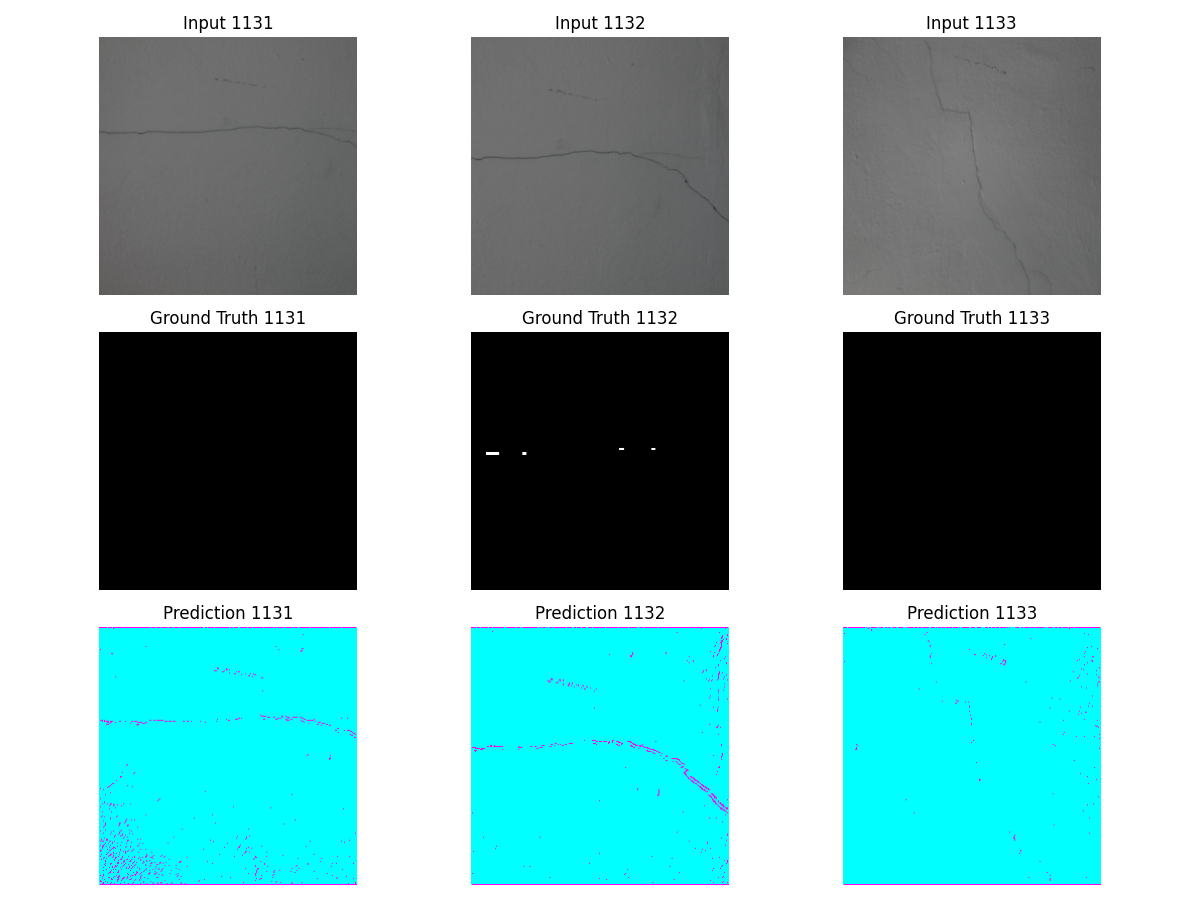 Input 1131
Input 1132
Input 1133
Ground Truth 1131
Ground Truth 1132
Ground Truth 1133
Prediction 1131
Prediction 1132
Prediction 1133